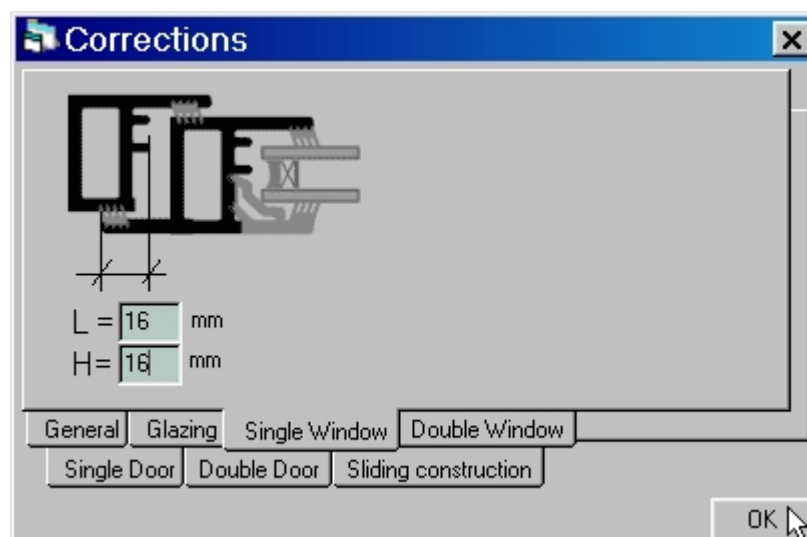 Corrections
L = 16 mm
H= 16 mm
General Glazing Single Window Double Window
Single Door Double Door Sliding construction
OK